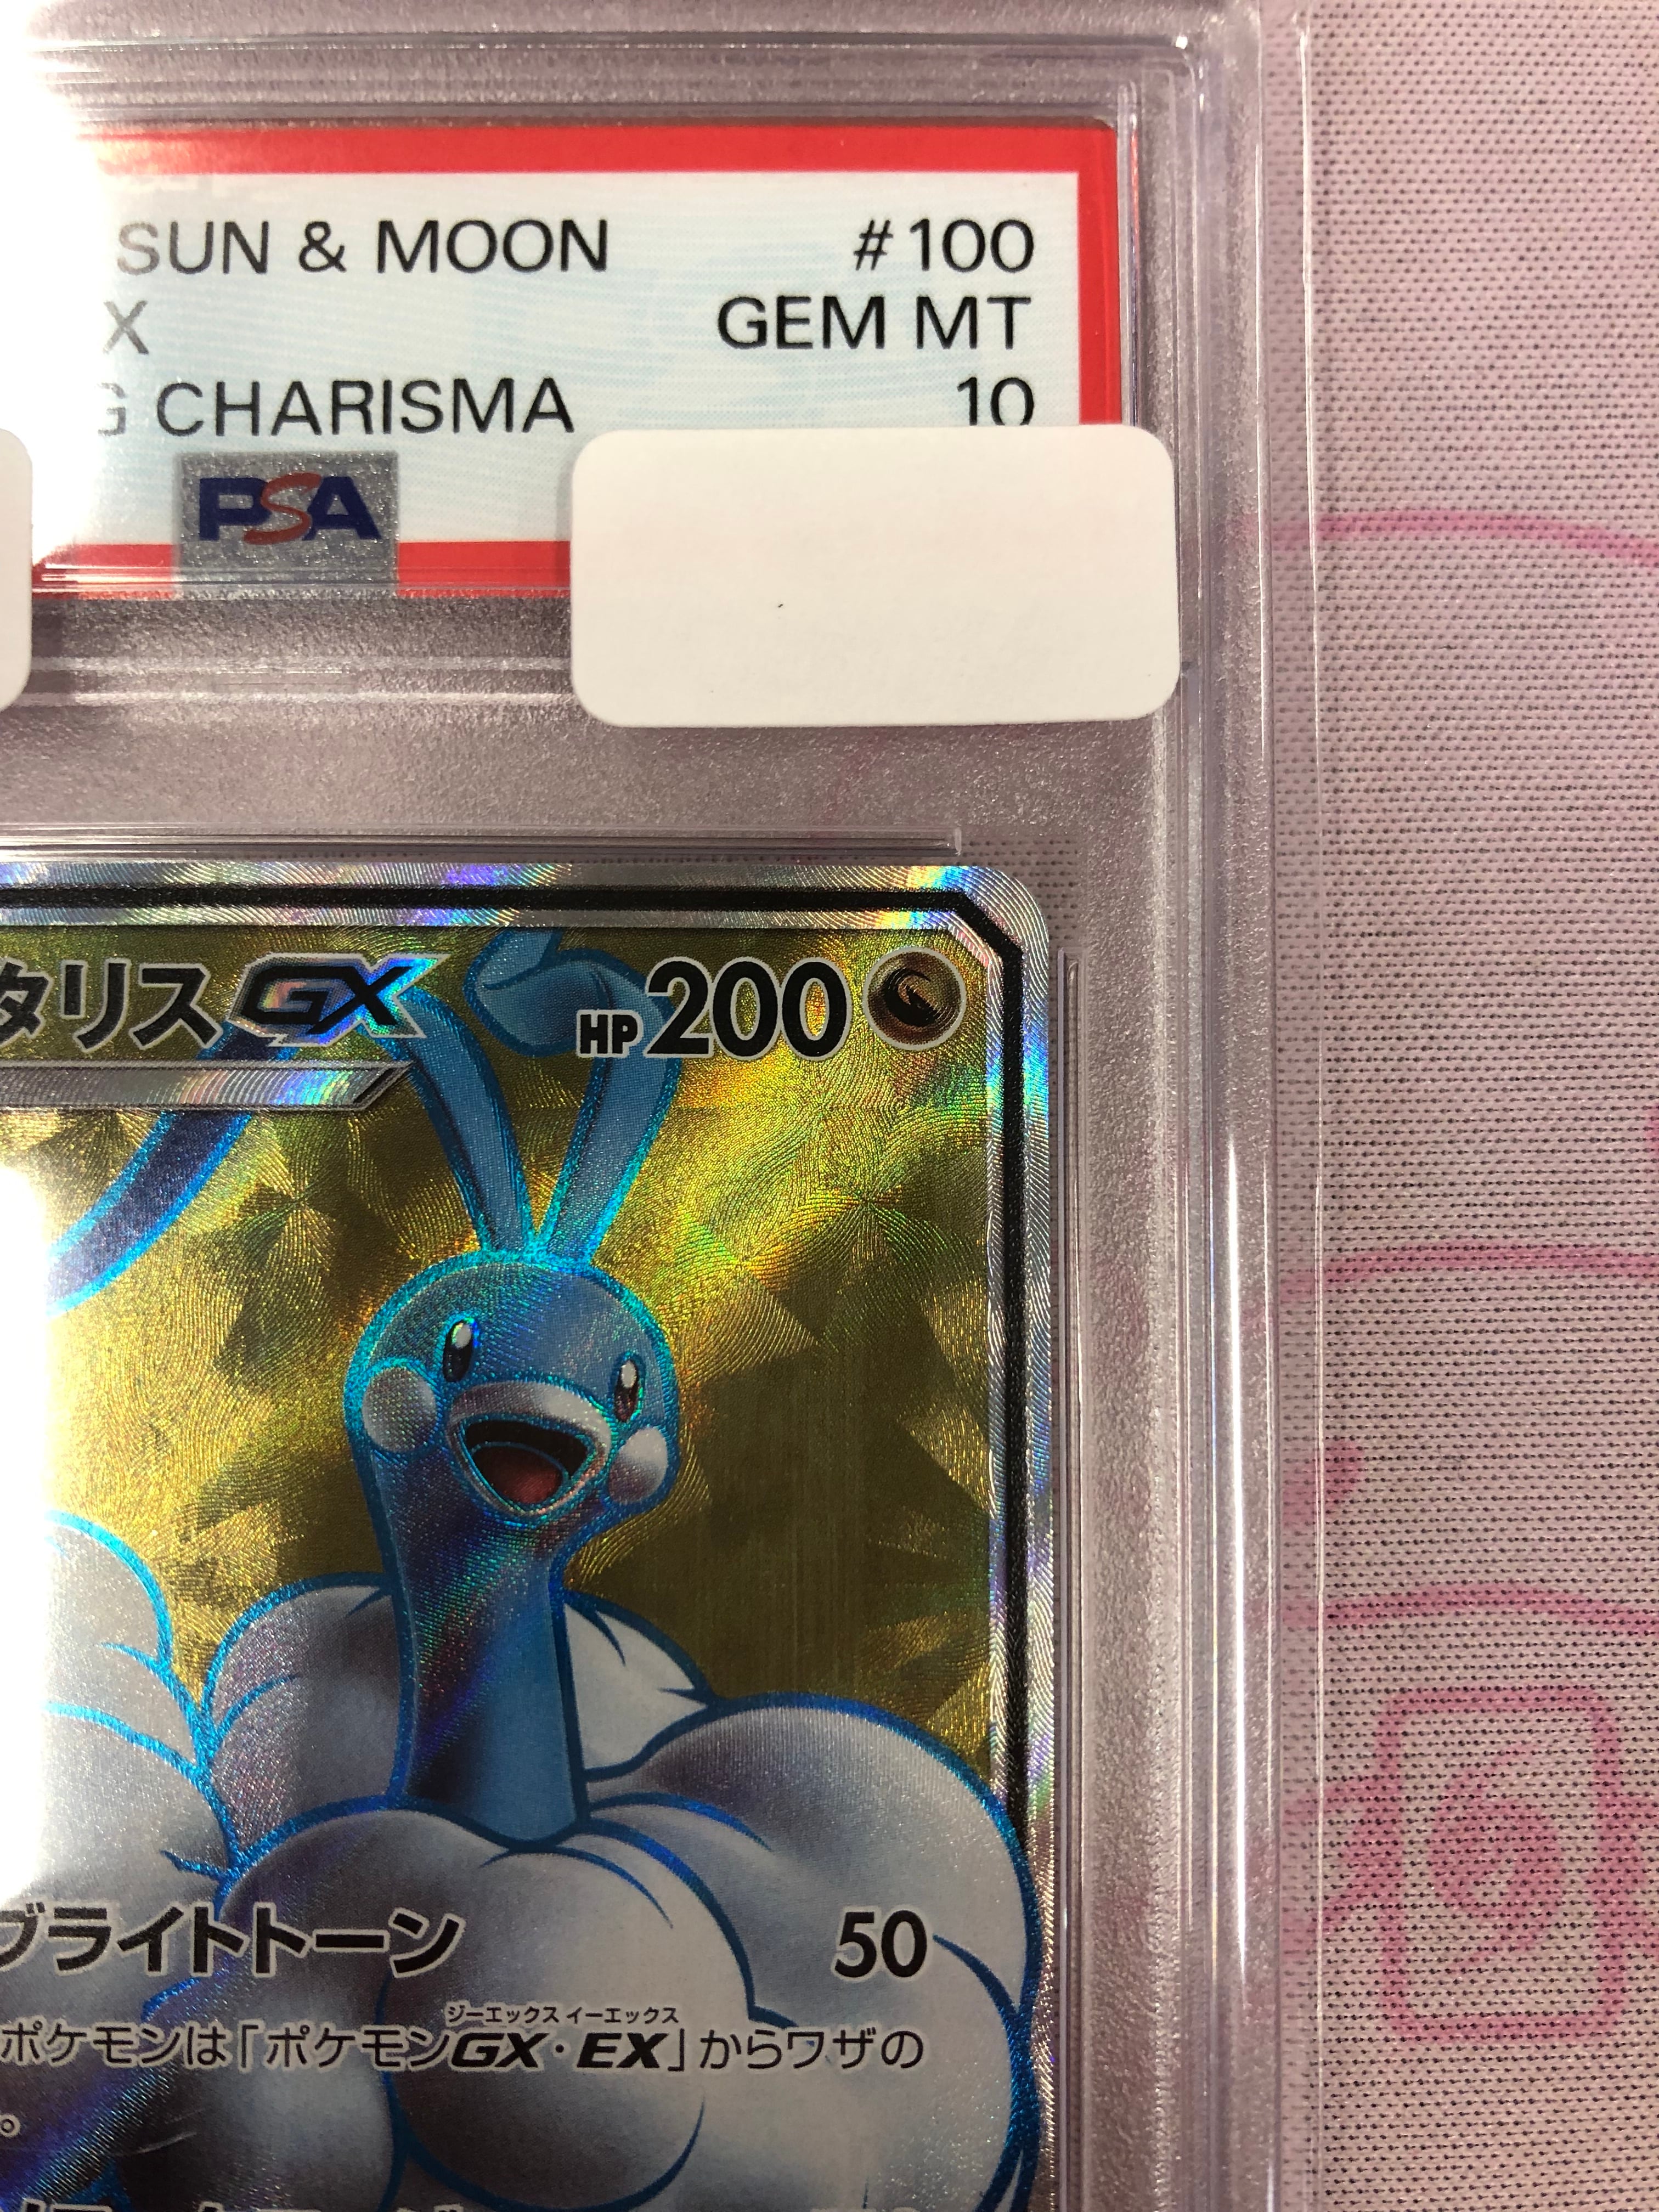 SUN & MOON #100
X GEM MT
G CHARISMA 10
PSA
タリスGX HP200
ブライトトーン 50
ジーエックス イーエックス
ポケモンは「ポケモンGX・EX」からワザの
。